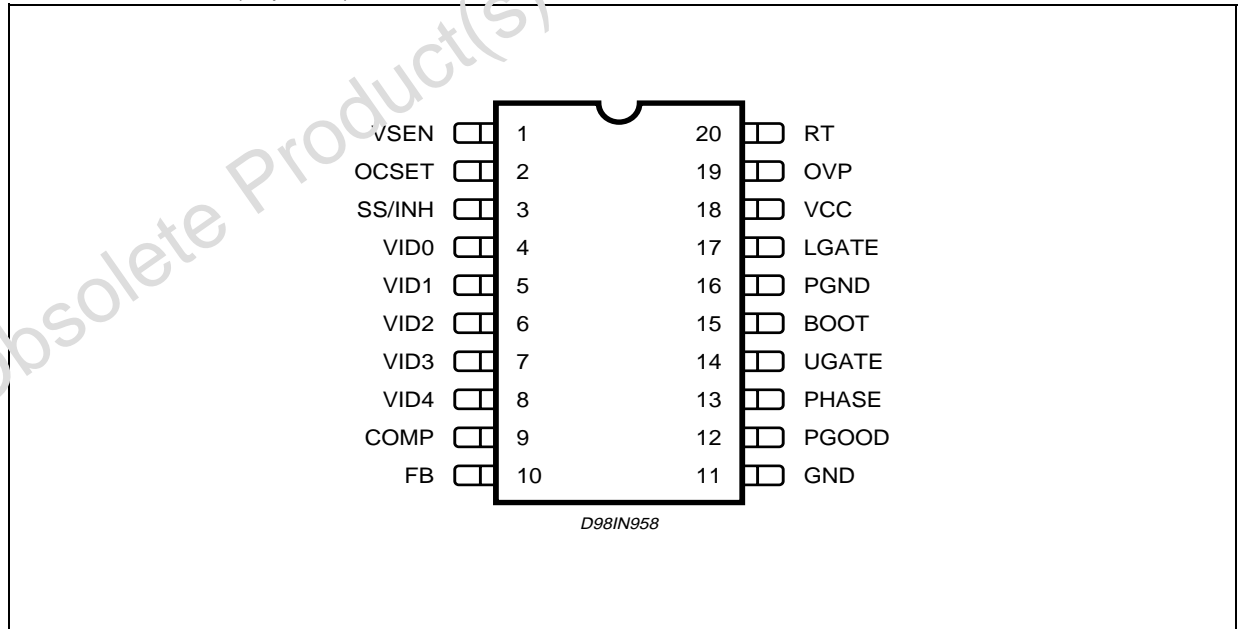 Obsolete Product(s)
VSEN 1 20 RT
OCSET 2 19 OVP
SS/INH 3 18 VCC
VID0 4 17 LGATE
VID1 5 16 PGND
VID2 6 15 BOOT
VID3 7 14 UGATE
VID4 8 13 PHASE
COMP 9 12 PGOOD
FB 10 11 GND
D98IN958